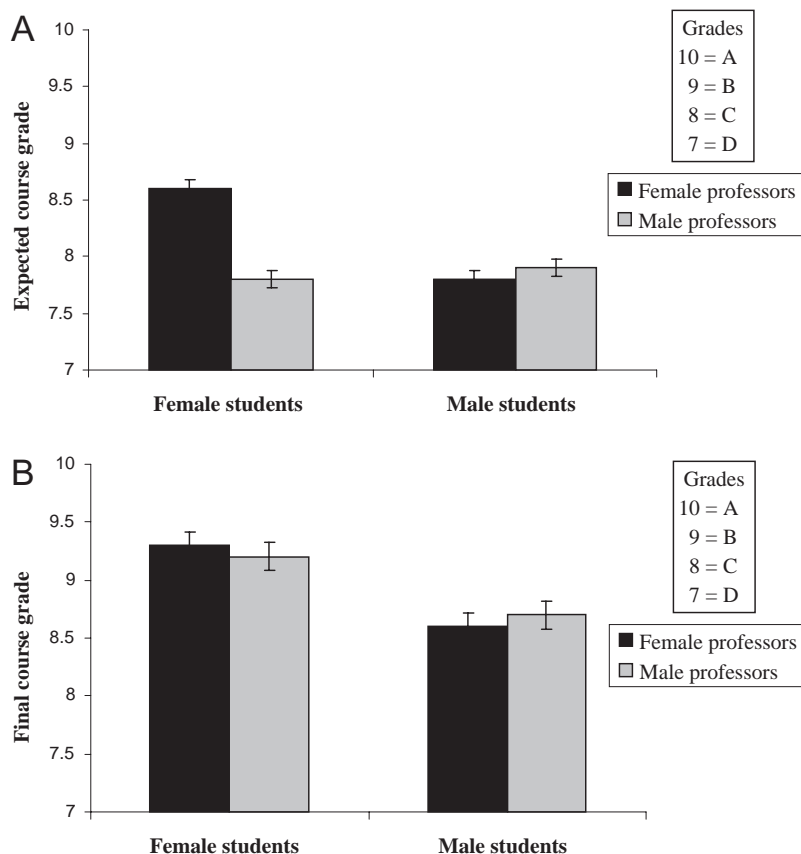 A
10
9.5
9
8.5
8
7.5
7
Expected course grade
Female students
Male students
Grades
10 = A
9 = B
8 = C
7 = D
Female professors
Male professors
B
10
9.5
9
8.5
8
7.5
7
Final course grade
Female students
Male students
Grades
10 = A
9 = B
8 = C
7 = D
Female professors
Male professors